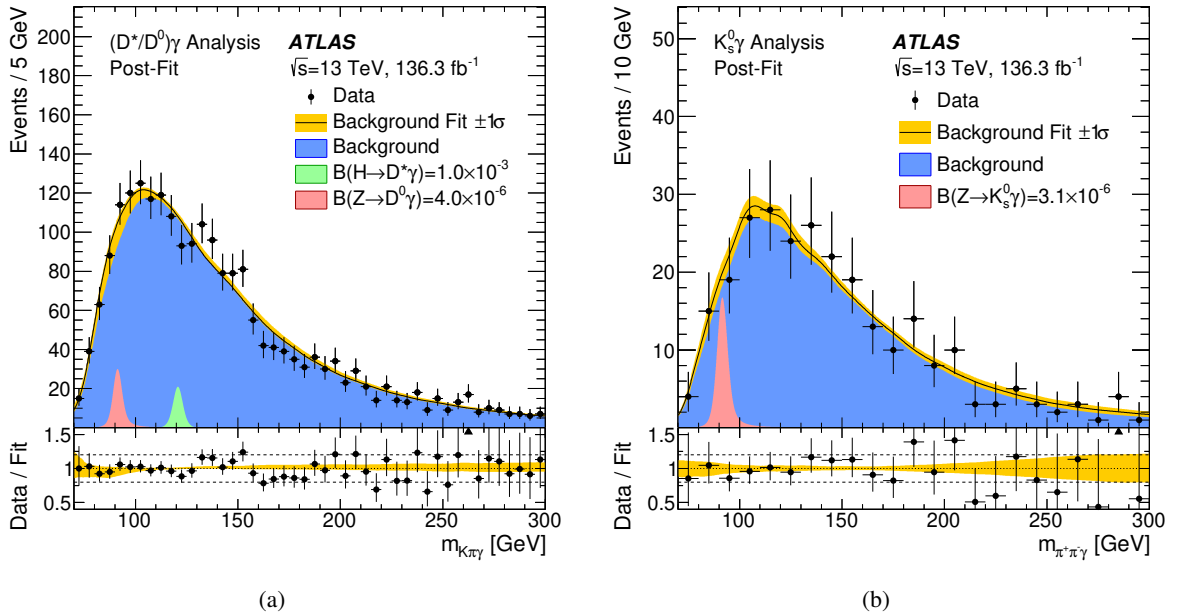 (D*/D⁰)γ Analysis
Post-Fit
ATLAS
√s=13 TeV, 136.3 fb⁻¹
Data
Background Fit ±1σ
Background
B(H→D*γ)=1.0×10⁻³
B(Z→D⁰γ)=4.0×10⁻⁶
Events / 5 GeV
200
180
160
140
120
100
80
60
40
20
Data / Fit
1.5
1
0.5
100
150
200
250
300
m_Kπγ [GeV]
(a)
K⁰ₛγ Analysis
Post-Fit
ATLAS
√s=13 TeV, 136.3 fb⁻¹
Data
Background Fit ±1σ
Background
B(Z→K⁰ₛγ)=3.1×10⁻⁶
Events / 10 GeV
50
40
30
20
10
Data / Fit
1.5
1
0.5
100
150
200
250
300
m_π⁺π⁻γ [GeV]
(b)